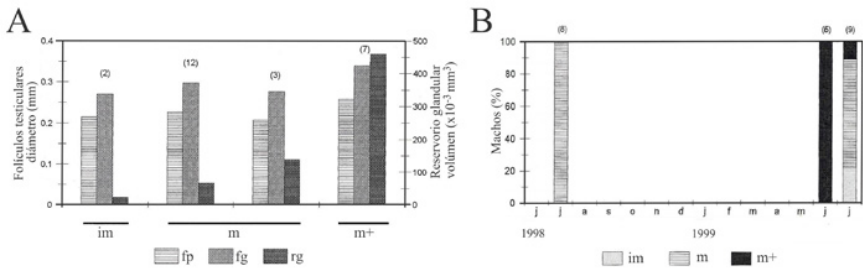 A
0.4
0.3
0.2
0.1
0
Folículos testiculares
diámetro (mm)
(2)
(12)
(3)
(7)
500
400
300
200
100
0
Reservorio glandular
volúmen (x10⁻³ mm³)
im
m
m+
fp
fg
rg
B
100
80
60
40
20
0
Machos (%)
(8)
(6)
(9)
j j a s o n d j f m a m j j
1998
1999
im
m
m+